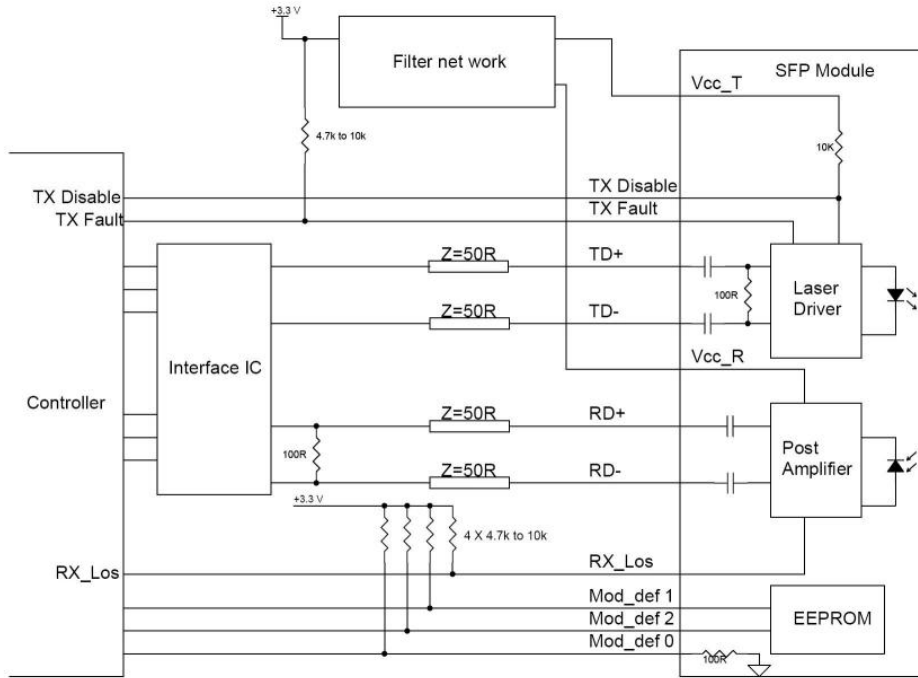 +3.3 V
Filter net work
SFP Module
Vcc_T
4.7k to 10k
10K
TX Disable
TX Disable
TX Fault
TX Fault
Z=50R
TD+
100R
Laser
Driver
Z=50R
TD-
Interface IC
Vcc_R
Controller
Z=50R
RD+
100R
Post
Amplifier
Z=50R
RD-
+3.3 V
4 X 4.7k to 10k
RX_Los
RX_Los
Mod_def 1
EEPROM
Mod_def 2
Mod_def 0
100R